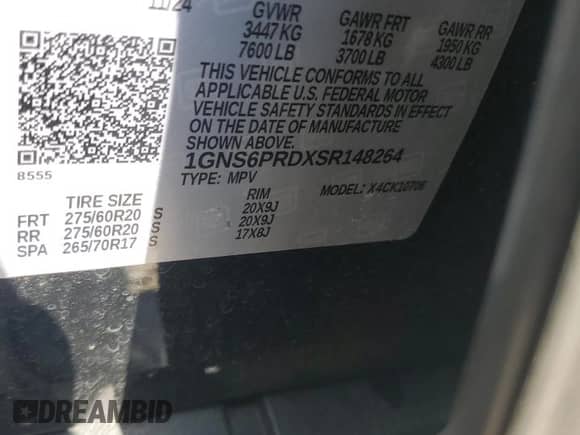 11/24
GVWR GAWR FRT GAWR RR
3447 KG 1678 KG 1950 KG
7600 LB 3700 LB 4300 LB
THIS VEHICLE CONFORMS TO ALL
APPLICABLE U.S. FEDERAL MOTOR
VEHICLE SAFETY STANDARDS IN EFFECT
ON THE DATE OF MANUFACTURE
SHOWN ABOVE.
1GNS6PRDXSR148264
TYPE: MPV MODEL: X4CK10706
8555
TIRE SIZE RIM
FRT 275/60R20 S 20X9J
RR 275/60R20 S 20X9J
SPA 265/70R17 S 17X8J
DREAMBID